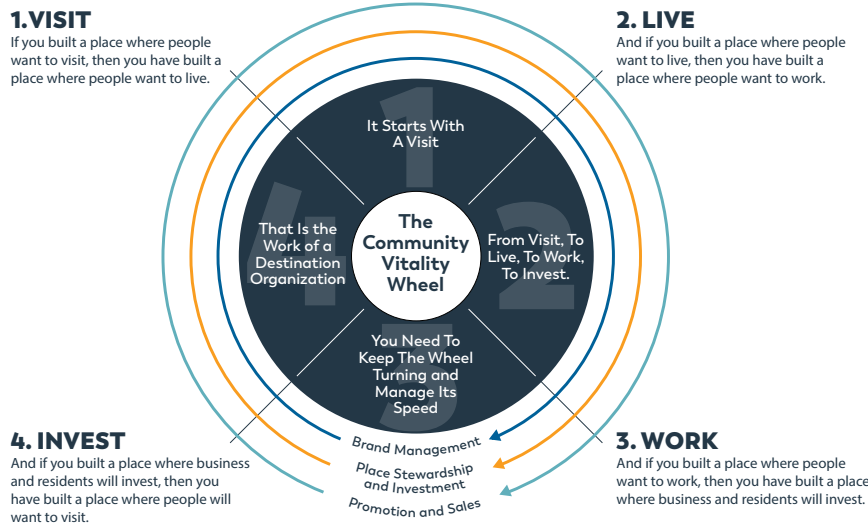 1.VISIT
If you built a place where people
want to visit, then you have built a
place where people want to live.
2. LIVE
And if you built a place where people
want to live, then you have built a
place where people want to work.
1
It Starts With
A Visit
2
From Visit, To
Live, To Work,
To Invest.
3
You Need To
Keep The Wheel
Turning and
Manage Its
Speed
4
That Is the
Work of a
Destination
Organization
The
Community
Vitality
Wheel
Brand Management
Place Stewardship
and Investment
Promotion and Sales
4. INVEST
And if you built a place where business
and residents will invest, then you
have built a place where people will
want to visit.
3. WORK
And if you built a place where people
want to work, then you have built a place
where business and residents will invest.